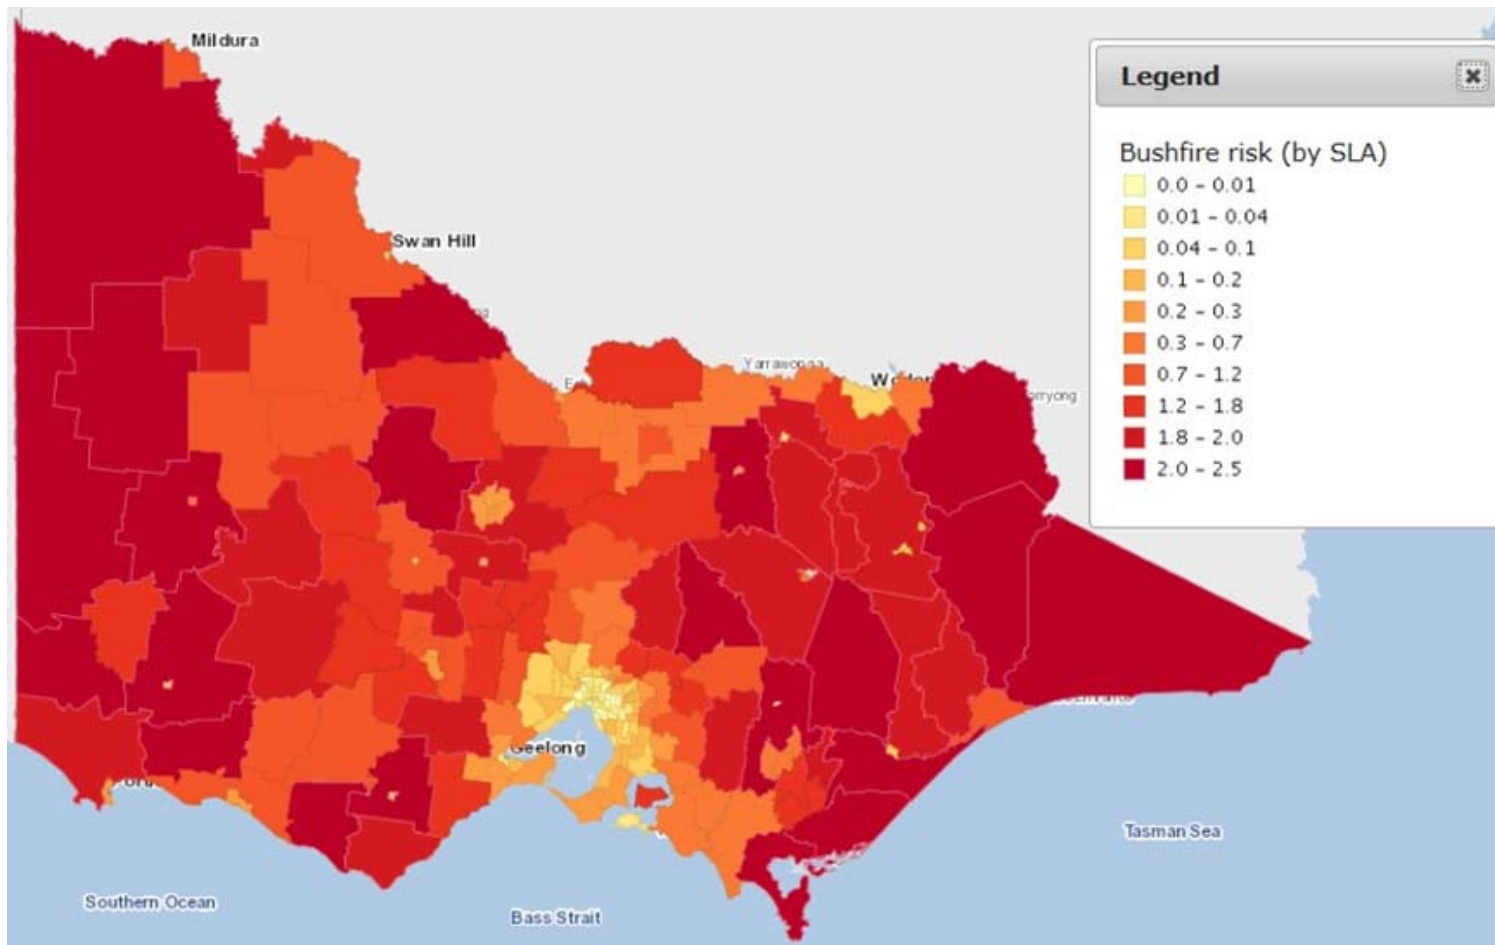 Mildura
Legend
Bushfire risk (by SLA)
0.0 – 0.01
0.01 – 0.04
0.04 – 0.1
0.1 – 0.2
0.2 – 0.3
0.3 – 0.7
0.7 – 1.2
1.2 – 1.8
1.8 – 2.0
2.0 – 2.5
Swan Hill
Yarrawonga
Geelong
Tasman Sea
Southern Ocean
Bass Strait